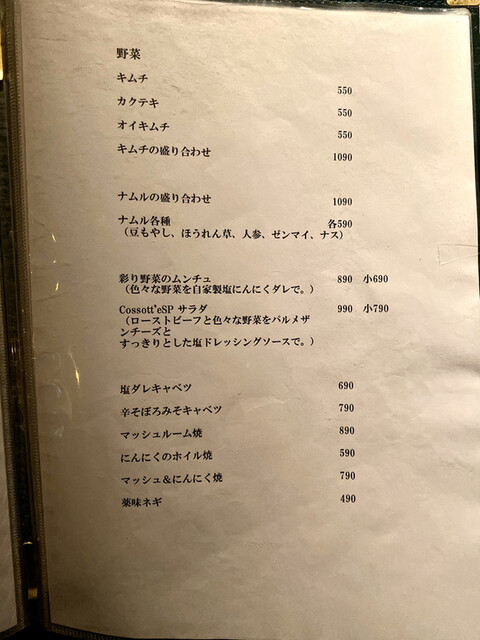 野菜
キムチ 550
カクテキ 550
オイキムチ 550
キムチの盛り合わせ 1090
ナムルの盛り合わせ 1090
ナムル各種 各590
（豆もやし、ほうれん草、人参、ゼンマイ、ナス）
彩り野菜のムンチュ 890 小690
（色々な野菜を自家製塩にんにくダレで。）
Cossott'eSP サラダ 990 小790
（ローストビーフと色々な野菜をパルメザ
ンチーズと
すっきりとした塩ドレッシングソースで。）
塩ダレキャベツ 690
辛そぼろみそキャベツ 790
マッシュルーム焼 890
にんにくのホイル焼 590
マッシュ＆にんにく焼 790
薬味ネギ 490